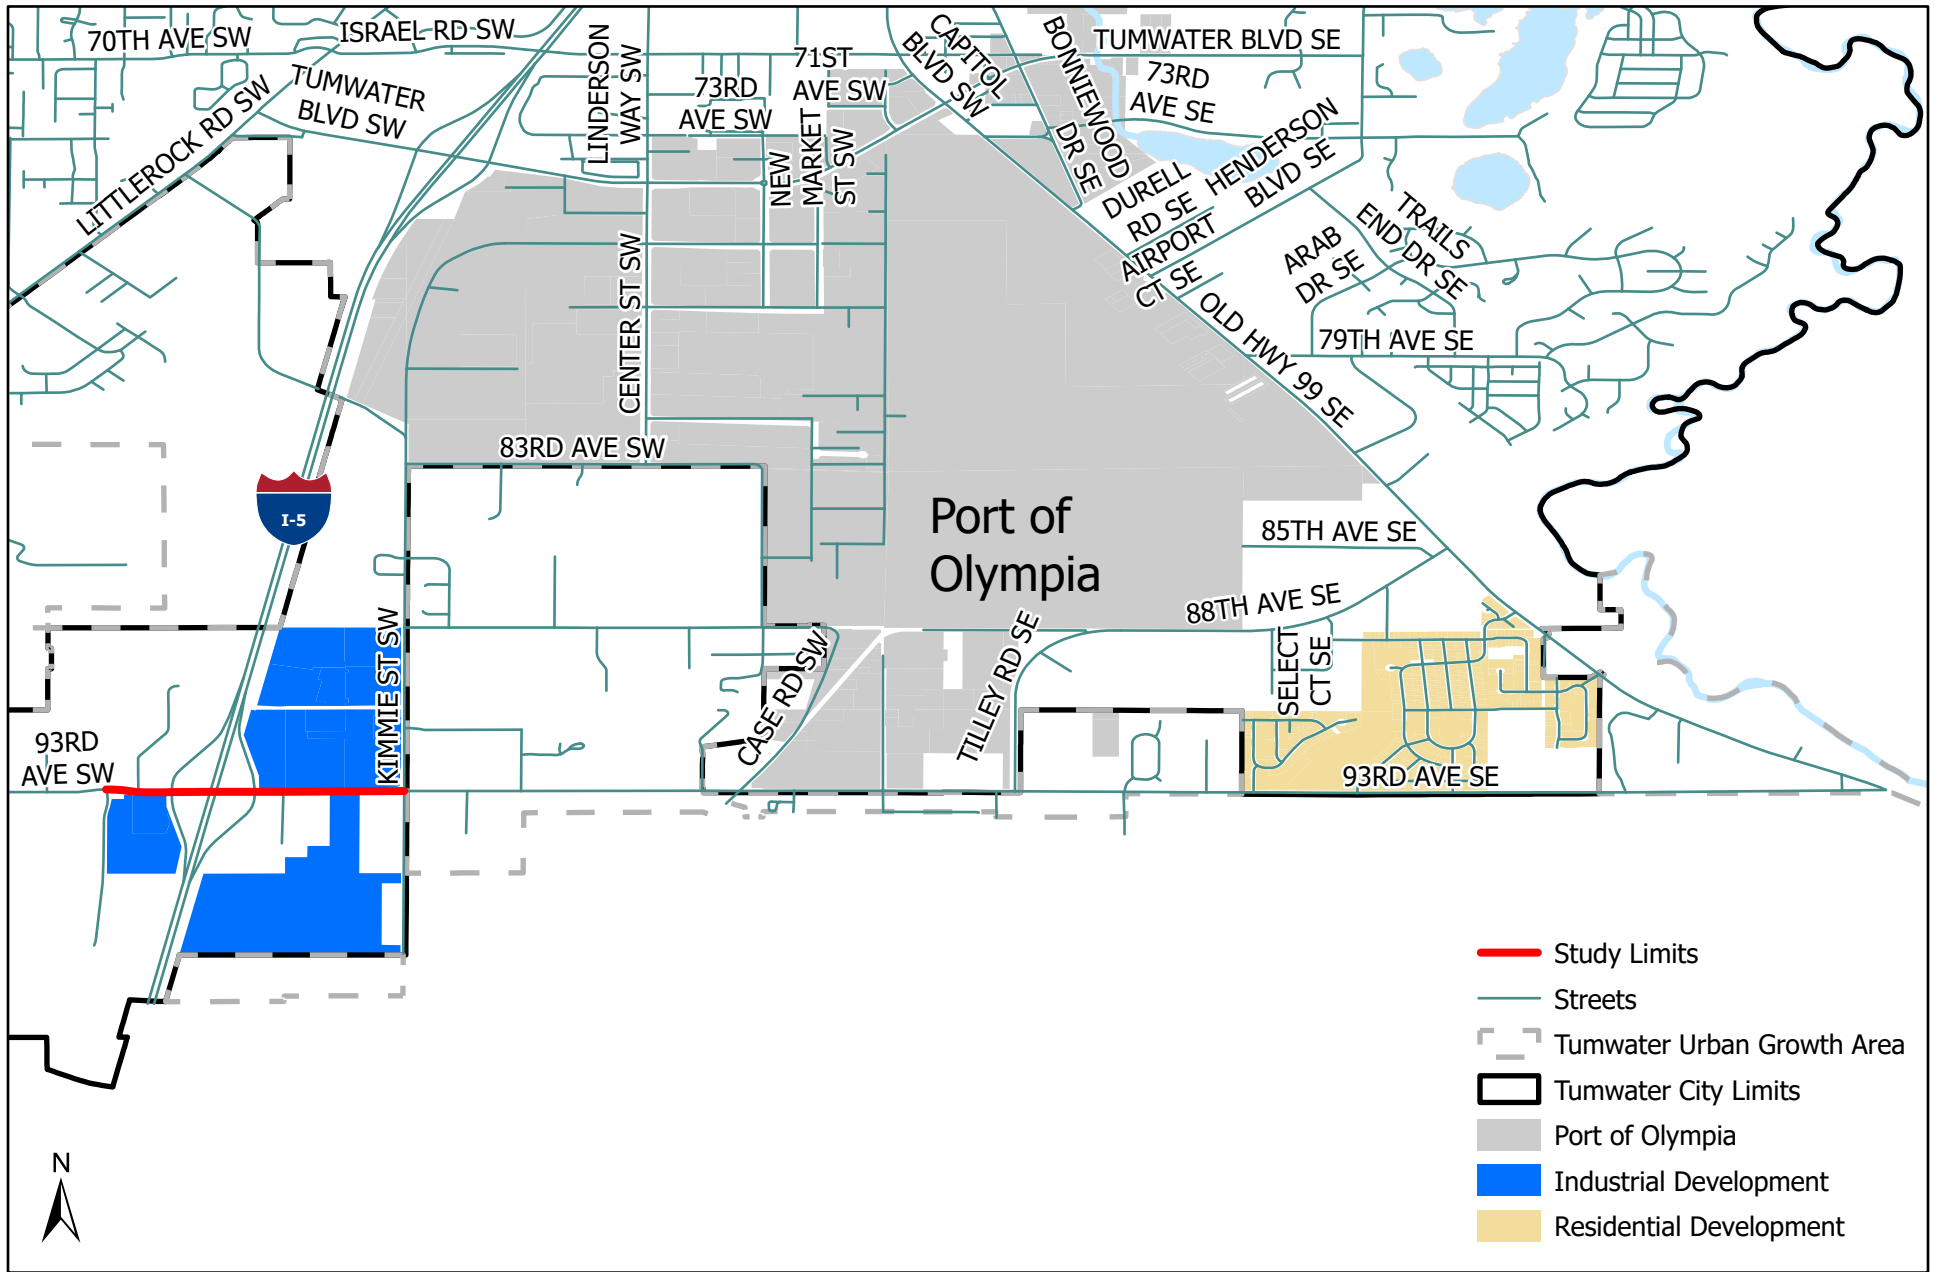 70TH AVE SW
ISRAEL RD SW
LINDERSON
WAY SW
71ST
AVE SW
CAPITOL
BLVD SW
BONNIEWOOD
DR SE
TUMWATER BLVD SE
73RD
AVE SE
TUMWATER
BLVD SW
73RD
AVE SW
LITTLEROCK RD SW
NEW
MARKET
ST SW
HENDERSON
BLVD SE
DURELL
RD SE
AIRPORT
CT SE
TRAILS
END DR SE
ARAB
DR SE
CENTER ST SW
OLD HWY 99 SE
79TH AVE SE
83RD AVE SW
I-5
Port of
Olympia
85TH AVE SE
88TH AVE SE
KIMMIE ST SW
CASE RD SW
TILLEY RD SE
SELECT
CT SE
93RD
AVE SW
93RD AVE SE
Study Limits
Streets
Tumwater Urban Growth Area
Tumwater City Limits
Port of Olympia
Industrial Development
Residential Development
N